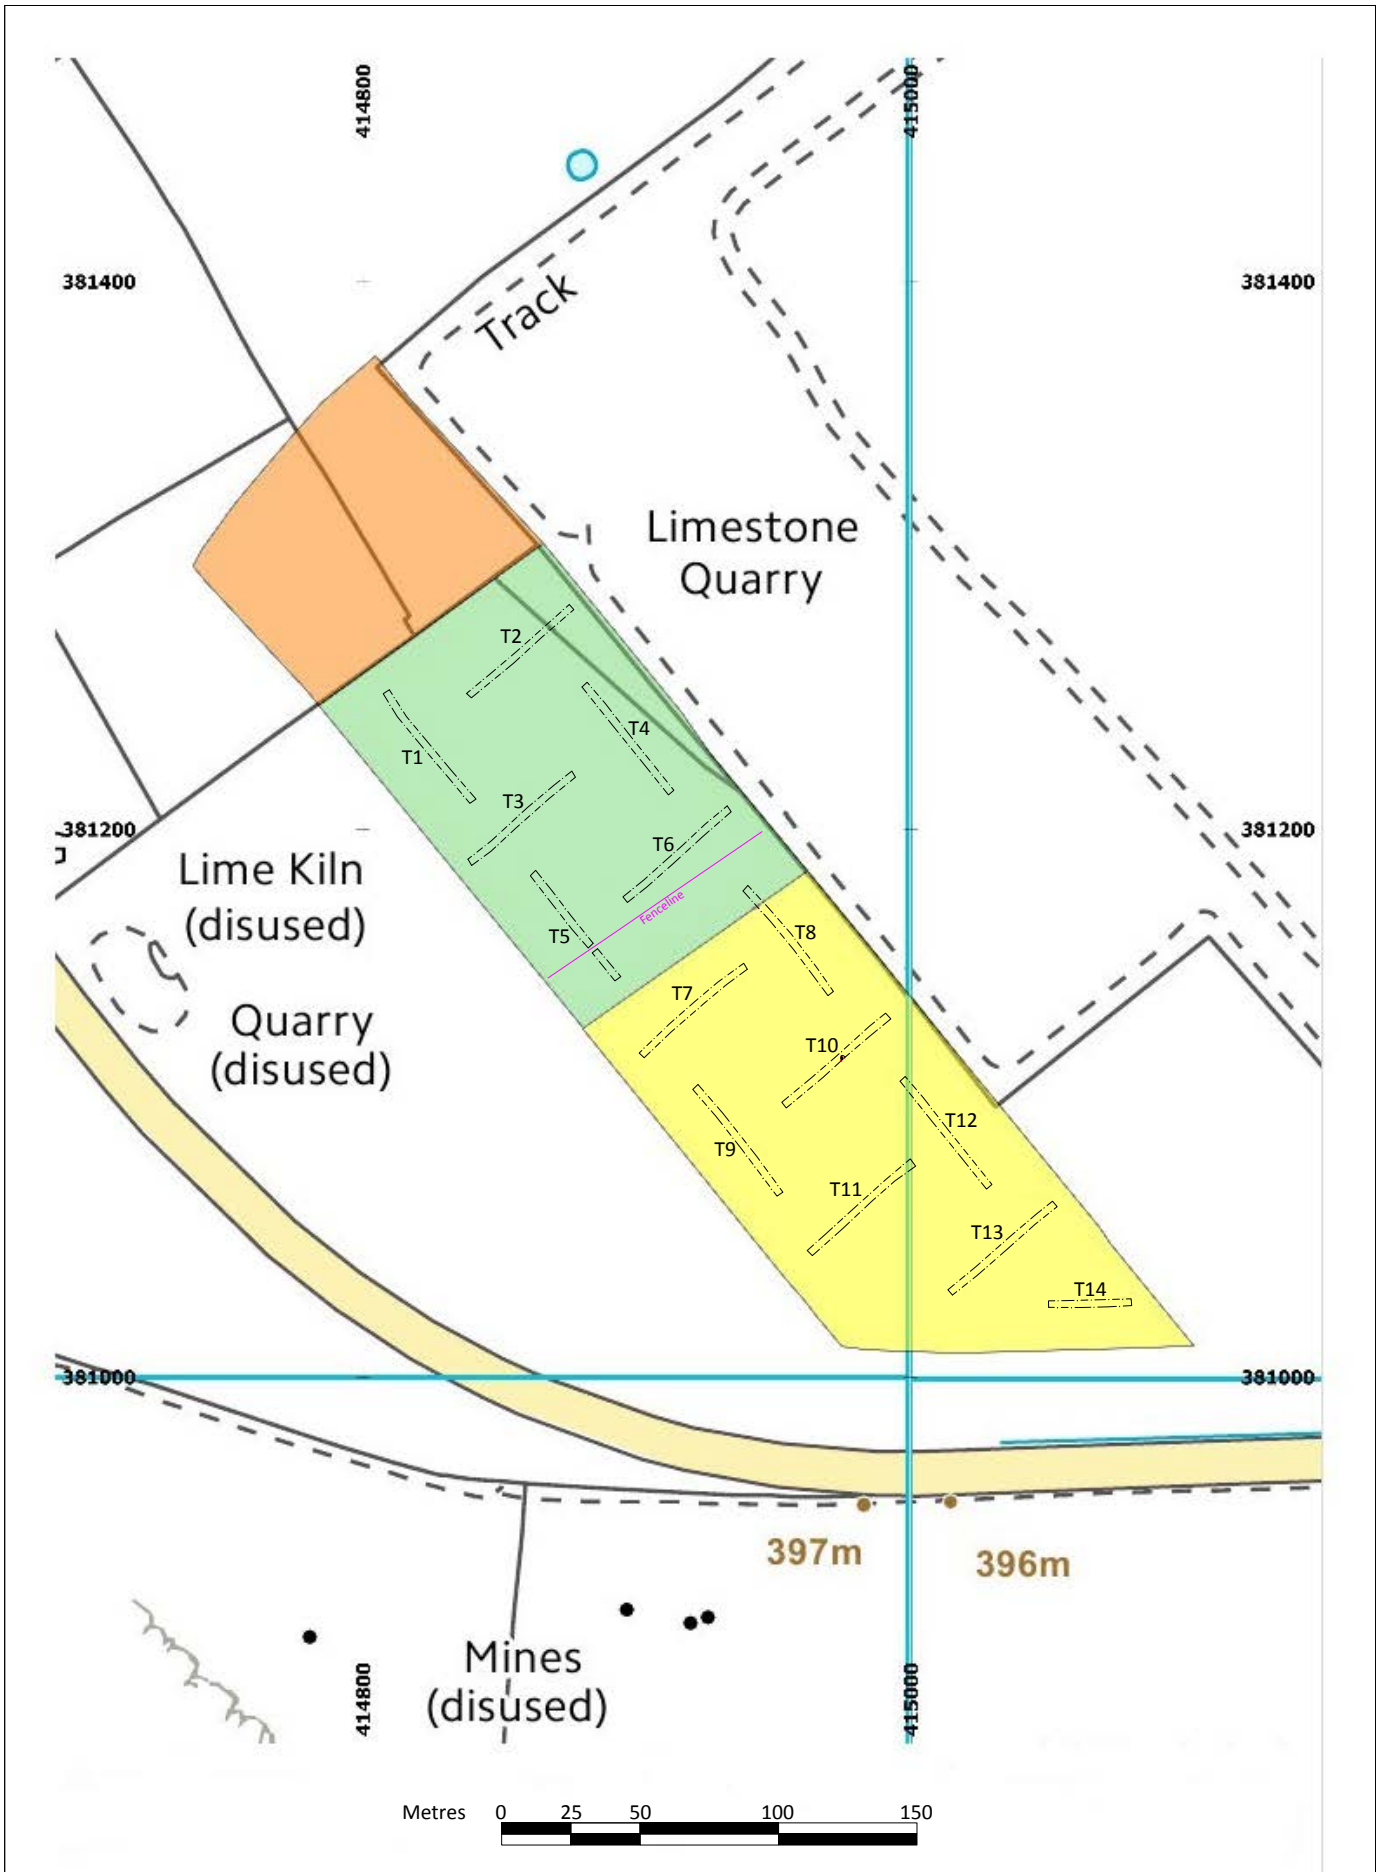 414800
415000
381400
381400
Track
Limestone
Quarry
T2
T4
T1
T3
381200
381200
T6
Lime Kiln
(disused)
Fenceline
T5
T8
T7
Quarry
(disused)
T10
T12
T9
T11
T13
T14
381000
381000
397m
396m
Mines
(disused)
414800
415000
Metres 0 25 50 100 150